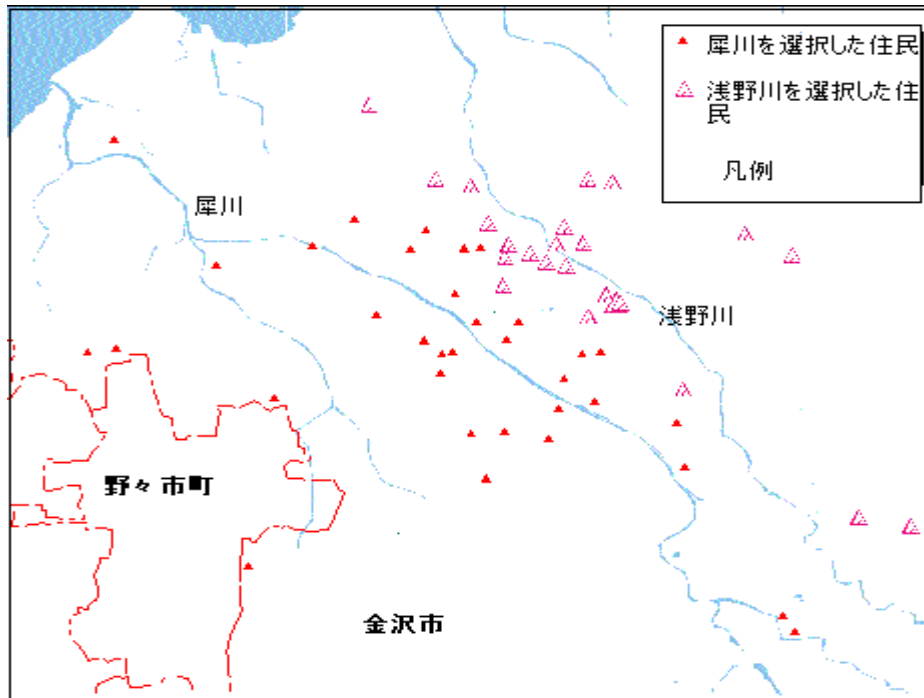 犀川を選択した住民
浅野川を選択した住
民
凡例
犀川
浅野川
野々市町
金沢市